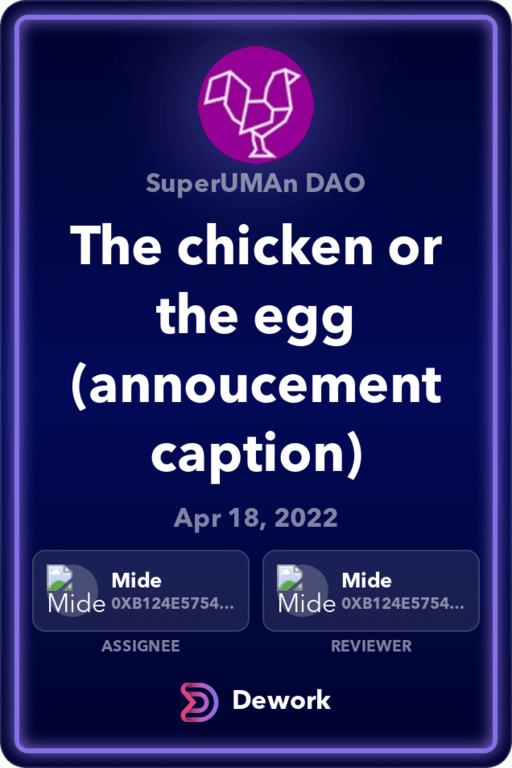 SuperUMAn DAO
The chicken or
the egg
(annoucement
caption)
Apr 18, 2022
Mide
Mide
0XB124E5754...
ASSIGNEE
Mide
Mide
0XB124E5754...
REVIEWER
Dework